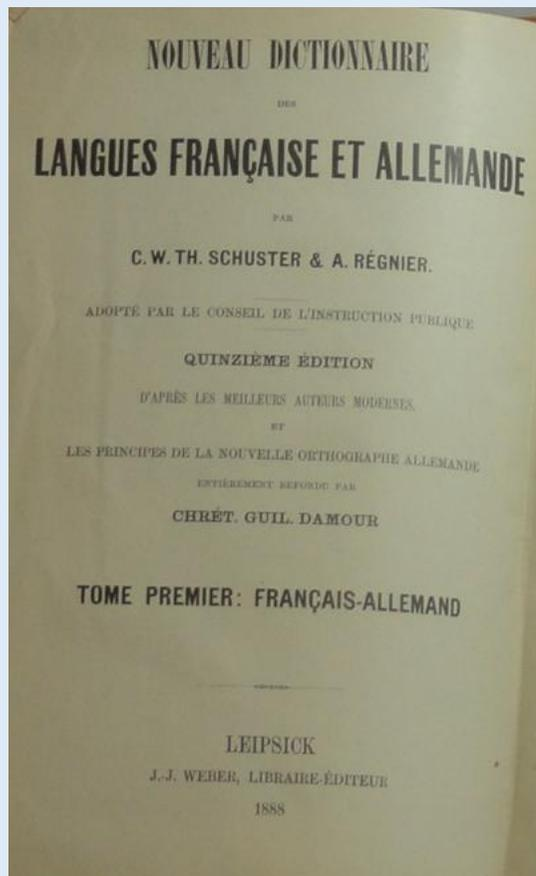 NOUVEAU DICTIONNAIRE
DES
LANGUES FRANÇAISE ET ALLEMANDE
PAR
C. W. TH. SCHUSTER & A. RÉGNIER.
ADOPTÉ PAR LE CONSEIL DE L'INSTRUCTION PUBLIQUE
QUINZIÈME ÉDITION
D'APRÈS LES MEILLEURS AUTEURS MODERNES,
ET
LES PRINCIPES DE LA NOUVELLE ORTHOGRAPHE ALLEMANDE
ENTIÈREMENT REFONDU PAR
CHRÉT. GUIL. DAMOUR
TOME PREMIER: FRANÇAIS-ALLEMAND
LEIPSICK
J.-J. WEBER, LIBRAIRE-ÉDITEUR
1888